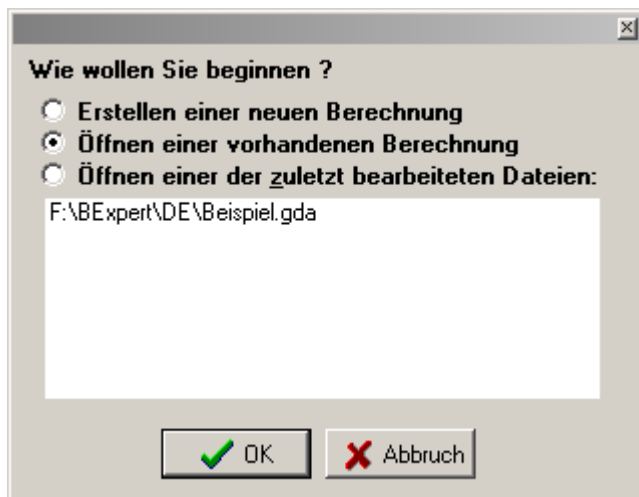 Wie wollen Sie beginnen ?
Erstellen einer neuen Berechnung
Öffnen einer vorhandenen Berechnung
Öffnen einer der zuletzt bearbeiteten Dateien:
F:\BExpert\DE\Beispiel.gda
OK
Abbruch